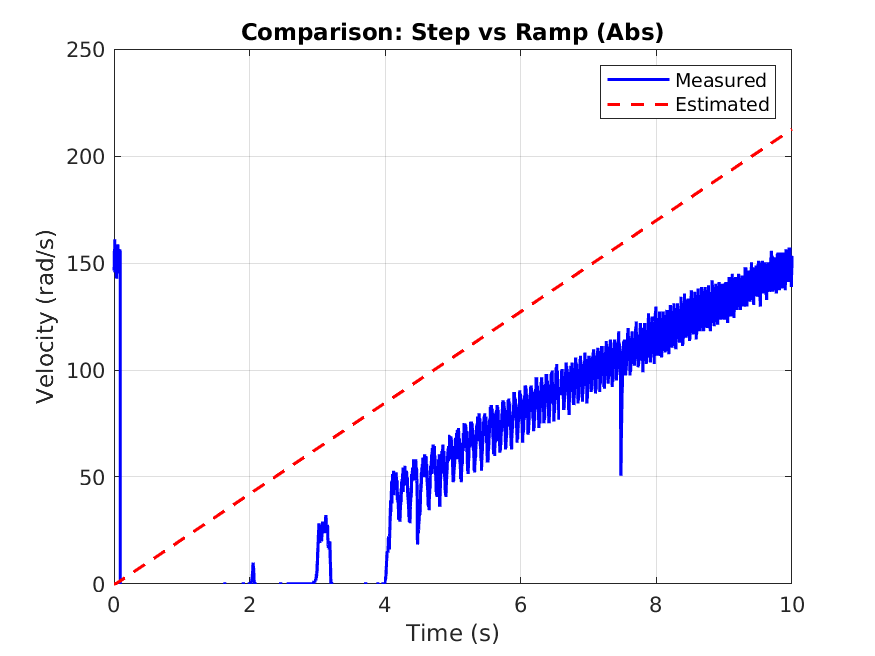 Comparison: Step vs Ramp (Abs)
250
200
150
100
50
0
Velocity (rad/s)
Measured
Estimated
0 2 4 6 8 10
Time (s)